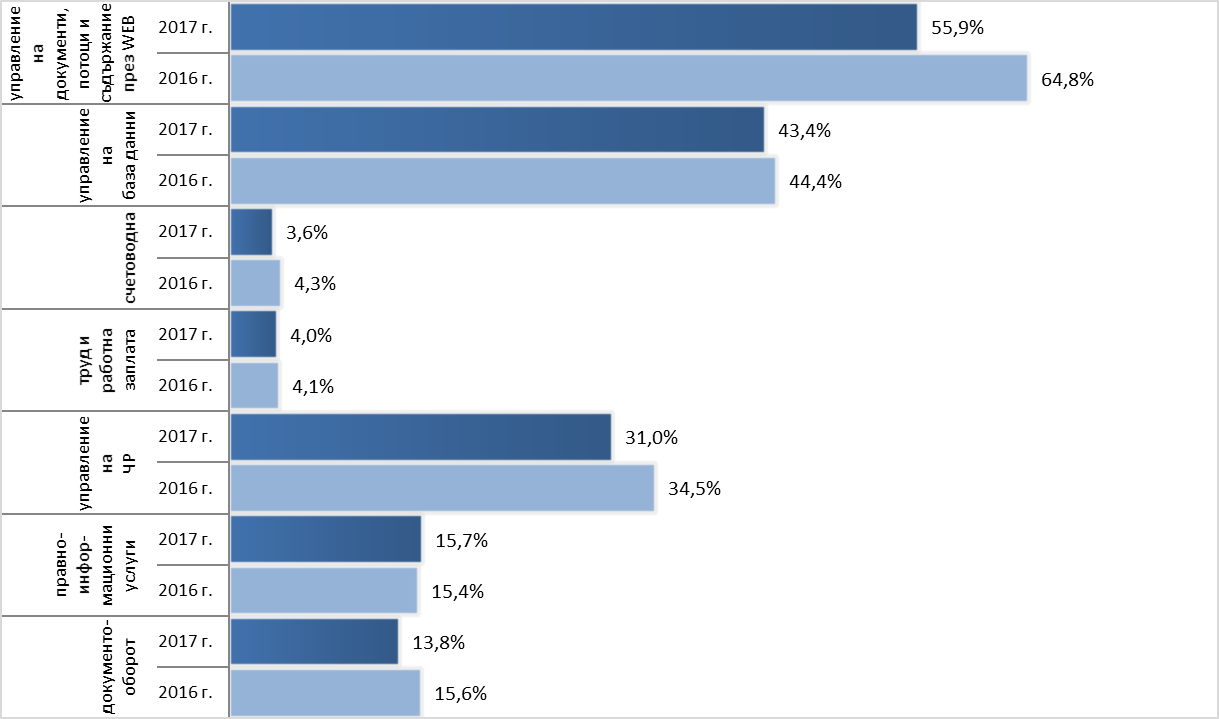 управление
на
документи,
потоци и
съдържание
през WEB
2017 г.
55,9%
2016 г.
64,8%
управление
на
база данни
2017 г.
43,4%
2016 г.
44,4%
счетоводна
2017 г.
3,6%
2016 г.
4,3%
труд и
работна
заплата
2017 г.
4,0%
2016 г.
4,1%
управление
на
ЧР
2017 г.
31,0%
2016 г.
34,5%
правно-
инфор-
мационни
услуги
2017 г.
15,7%
2016 г.
15,4%
документо-
оборот
2017 г.
13,8%
2016 г.
15,6%